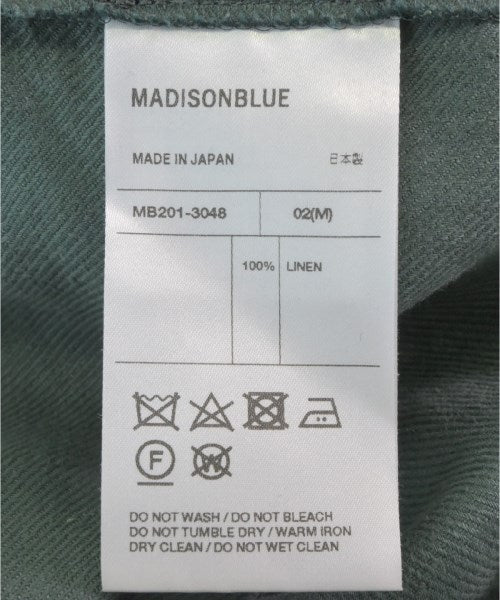 MADISONBLUE
MADE IN JAPAN 日本製
MB201-3048 02(M)
100% LINEN
F W
DO NOT WASH / DO NOT BLEACH
DO NOT TUMBLE DRY / WARM IRON
DRY CLEAN / DO NOT WET CLEAN